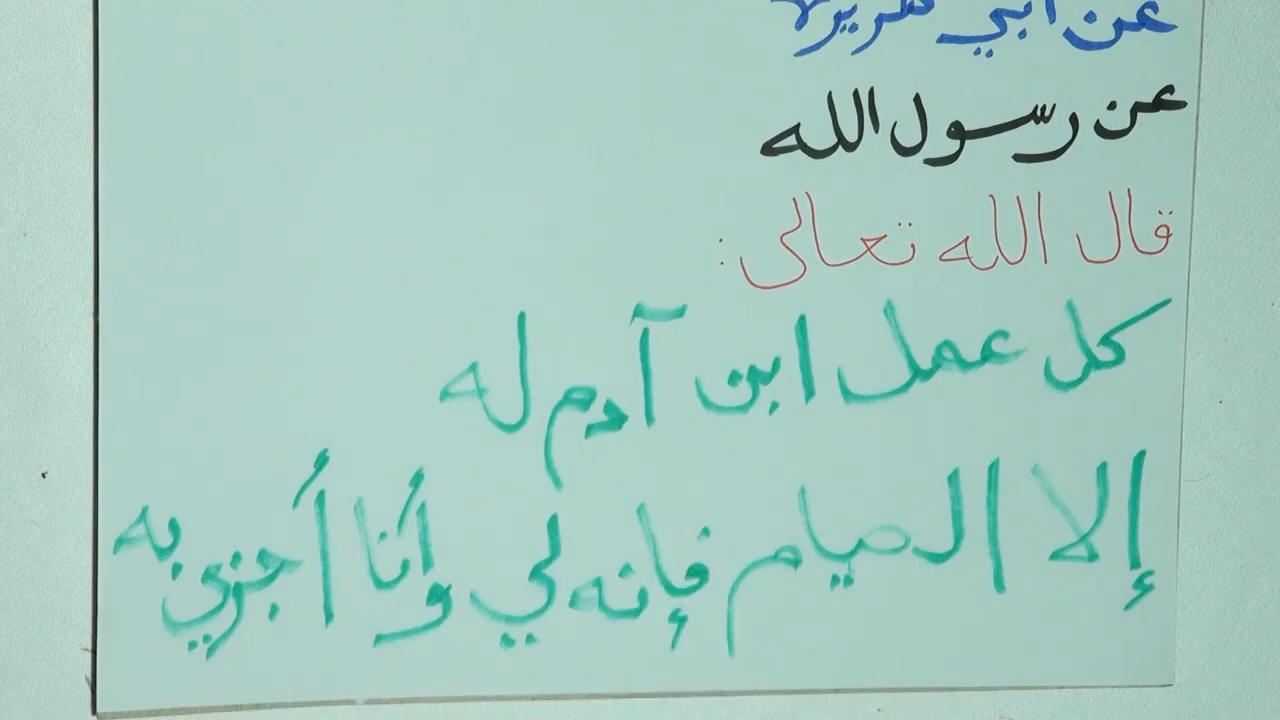 عن أبي هريرة
عن رسول الله
قال الله تعالى:
كل عمل ابن آدم له
إلا الصيام فإنه لي وأنا أجزي به